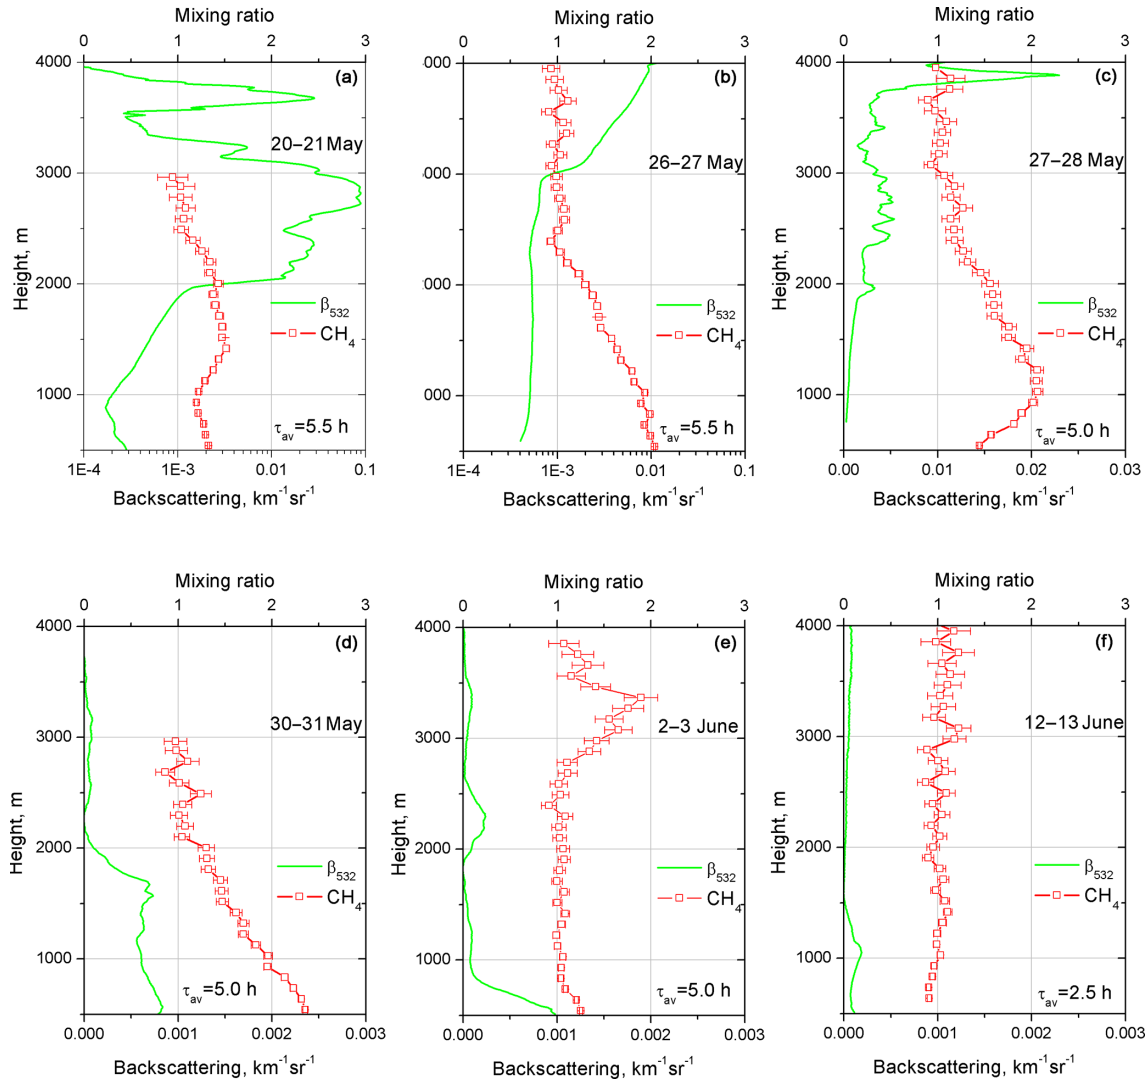 Mixing ratio
0 1 2 3
4000
3000
2000
1000
Height, m
(a)
20–21 May
β532
CH4
τav=5.5 h
1E-4 1E-3 0.01 0.1
Backscattering, km-1sr-1
Mixing ratio
0 1 2 3
000
000
000
000
(b)
26–27 May
β532
CH4
τav=5.5 h
1E-4 1E-3 0.01 0.1
Backscattering, km-1sr-1
Mixing ratio
0 1 2 3
4000
3000
2000
1000
Height, m
(c)
27–28 May
β532
CH4
τav=5.0 h
0.00 0.01 0.02 0.03
Backscattering, km-1sr-1
Mixing ratio
0 1 2 3
4000
3000
2000
1000
Height, m
(d)
30–31 May
β532
CH4
τav=5.0 h
0.000 0.001 0.002 0.003
Backscattering, km-1sr-1
Mixing ratio
0 1 2 3
4000
3000
2000
1000
Height, m
(e)
2–3 June
β532
CH4
τav=5.0 h
0.000 0.001 0.002 0.003
Backscattering, km-1sr-1
Mixing ratio
0 1 2 3
4000
3000
2000
1000
Height, m
(f)
12–13 June
β532
CH4
τav=2.5 h
0.000 0.001 0.002 0.003
Backscattering, km-1sr-1